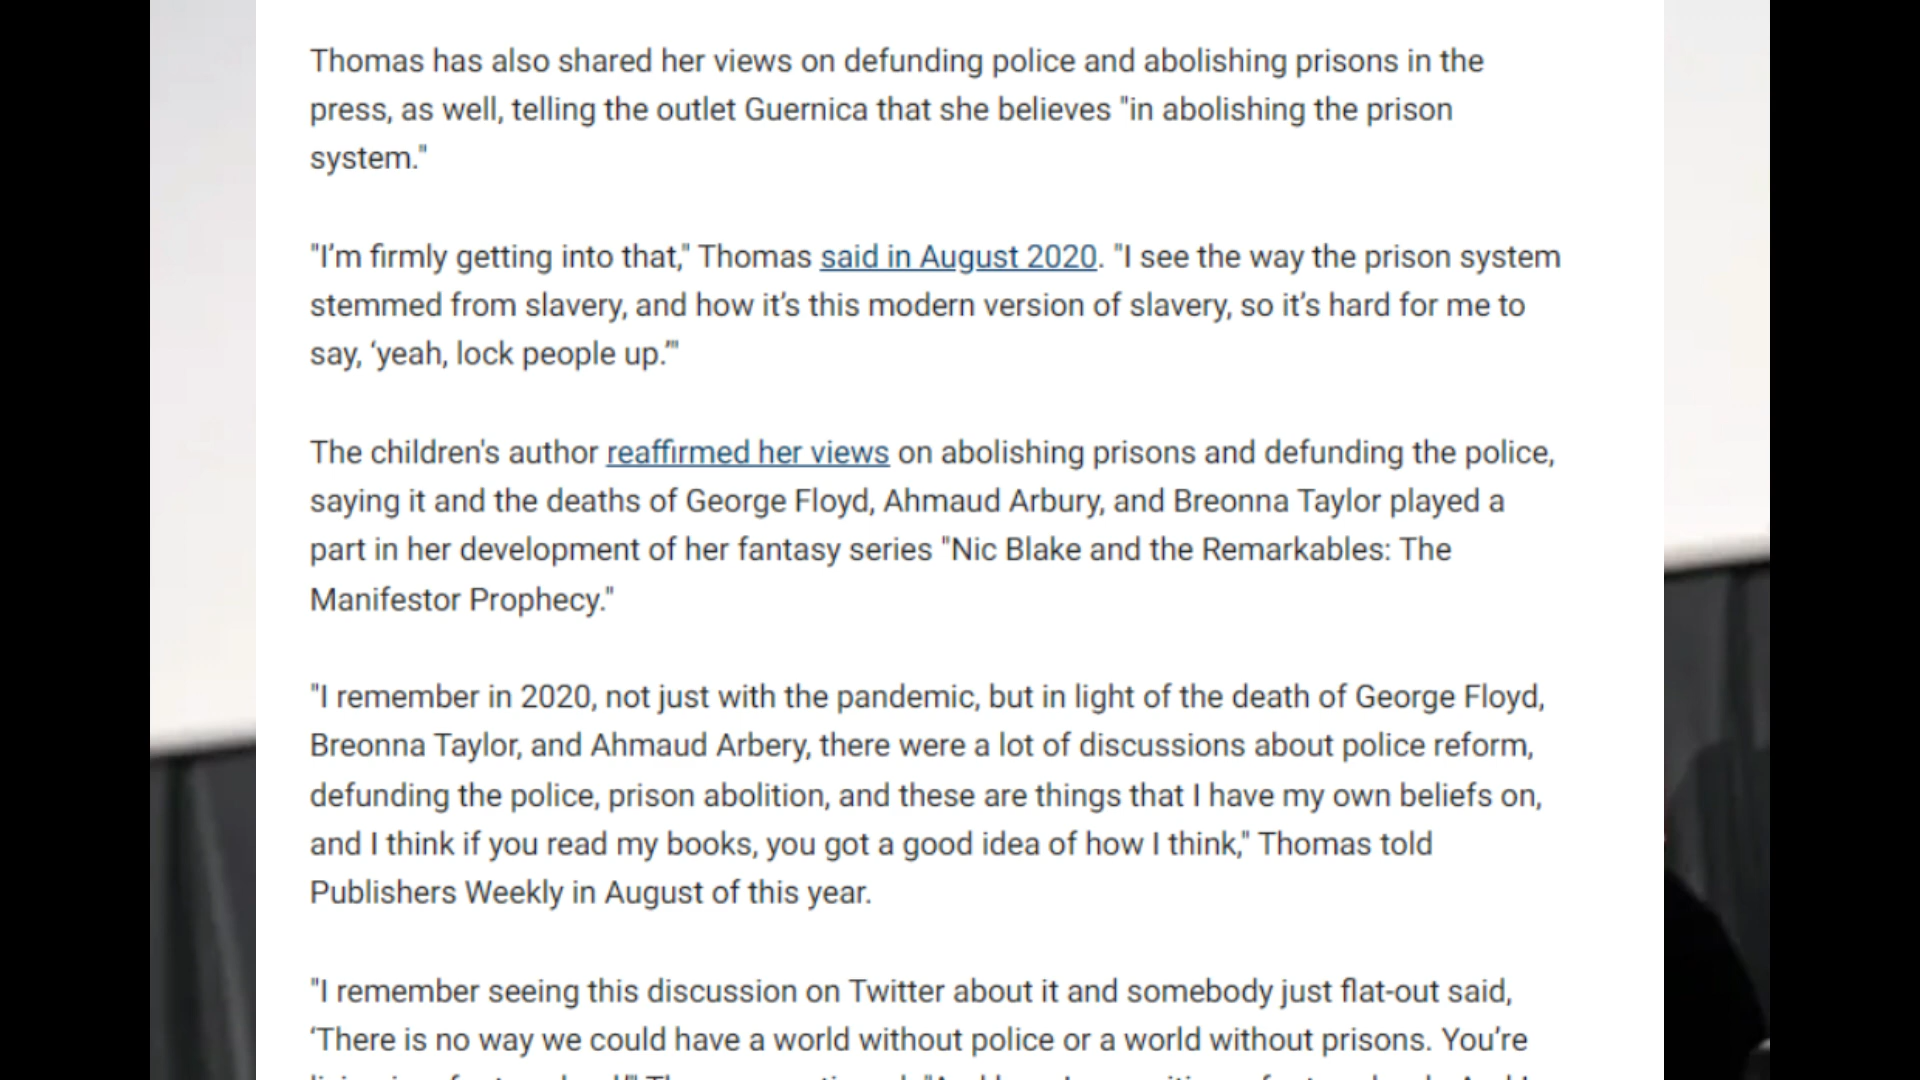 Thomas has also shared her views on defunding police and abolishing prisons in the
press, as well, telling the outlet Guernica that she believes "in abolishing the prison
system."
"I’m firmly getting into that," Thomas said in August 2020. "I see the way the prison system
stemmed from slavery, and how it’s this modern version of slavery, so it’s hard for me to
say, ‘yeah, lock people up.’"
The children's author reaffirmed her views on abolishing prisons and defunding the police,
saying it and the deaths of George Floyd, Ahmaud Arbury, and Breonna Taylor played a
part in her development of her fantasy series "Nic Blake and the Remarkables: The
Manifestor Prophecy."
"I remember in 2020, not just with the pandemic, but in light of the death of George Floyd,
Breonna Taylor, and Ahmaud Arbery, there were a lot of discussions about police reform,
defunding the police, prison abolition, and these are things that I have my own beliefs on,
and I think if you read my books, you got a good idea of how I think," Thomas told
Publishers Weekly in August of this year.
"I remember seeing this discussion on Twitter about it and somebody just flat-out said,
‘There is no way we could have a world without police or a world without prisons. You’re